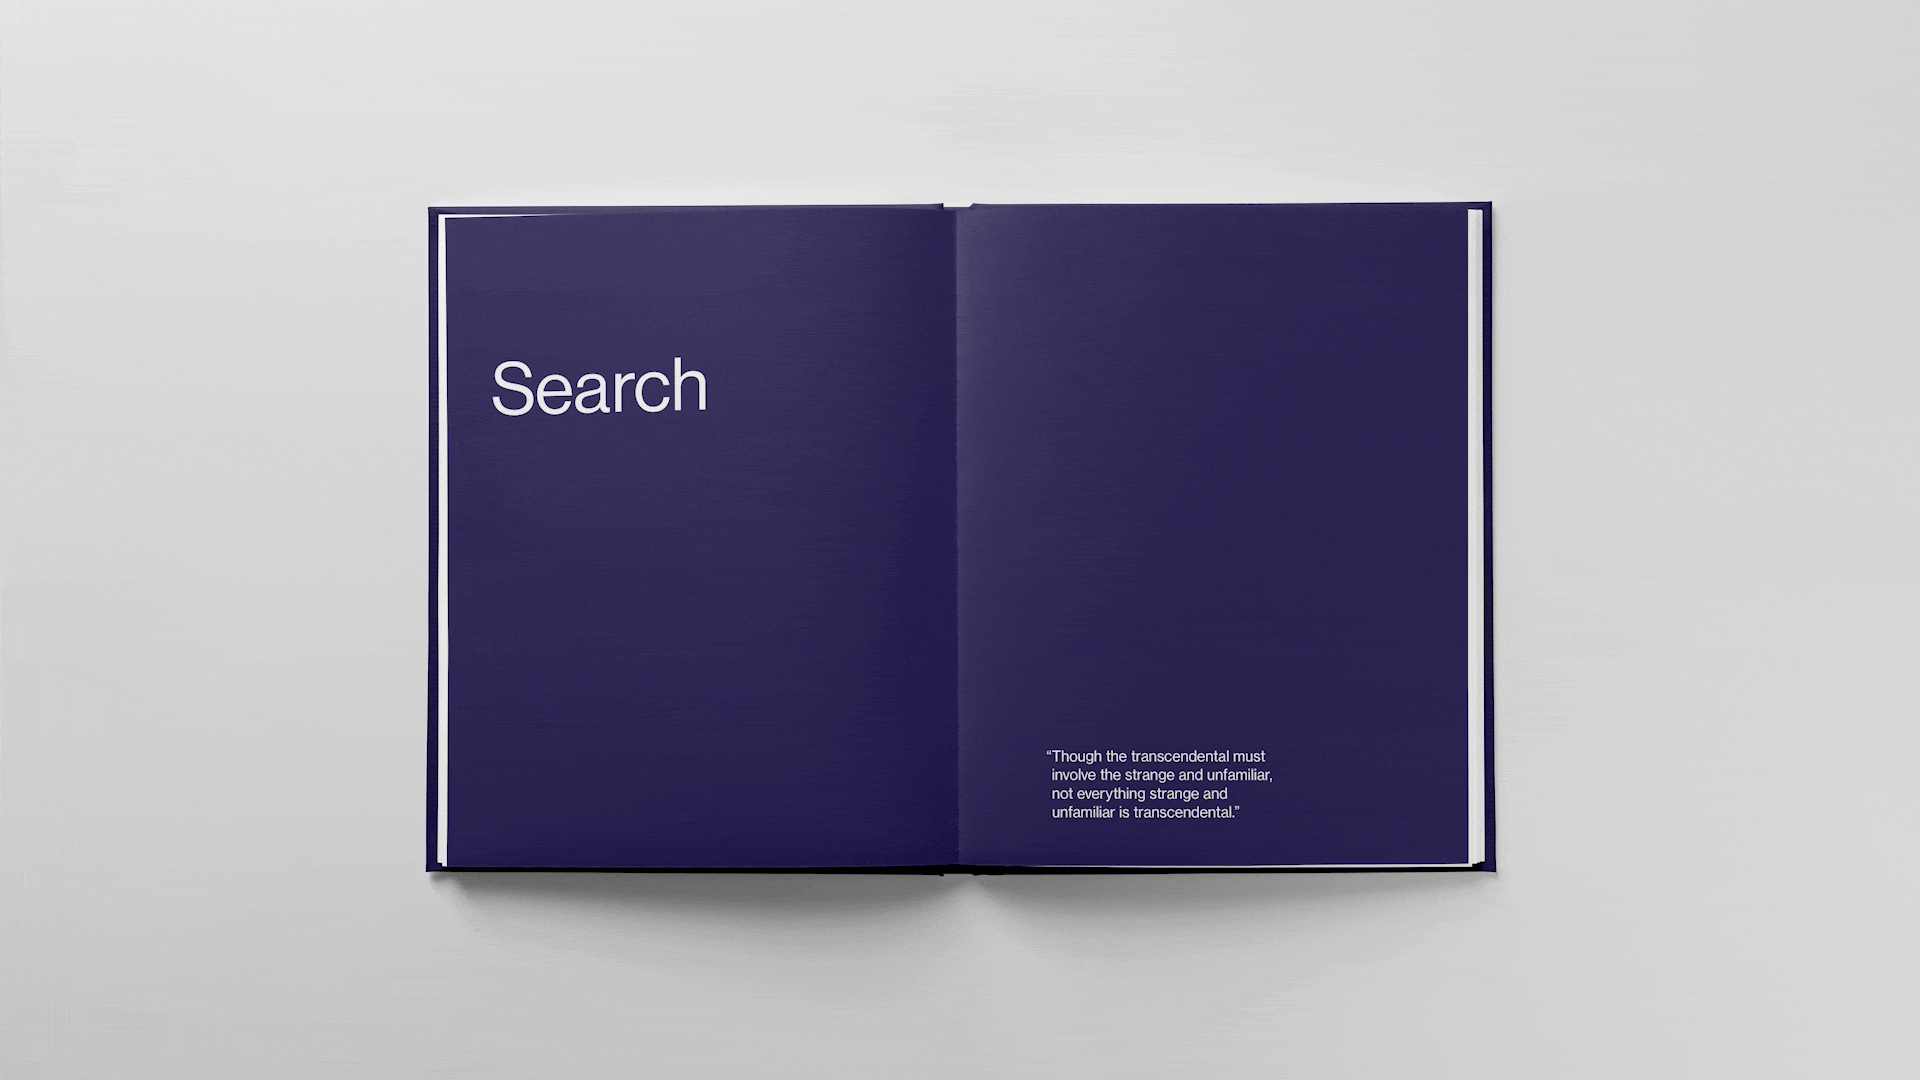 Search
“Though the transcendental must
involve the strange and unfamiliar,
not everything strange and
unfamiliar is transcendental.”